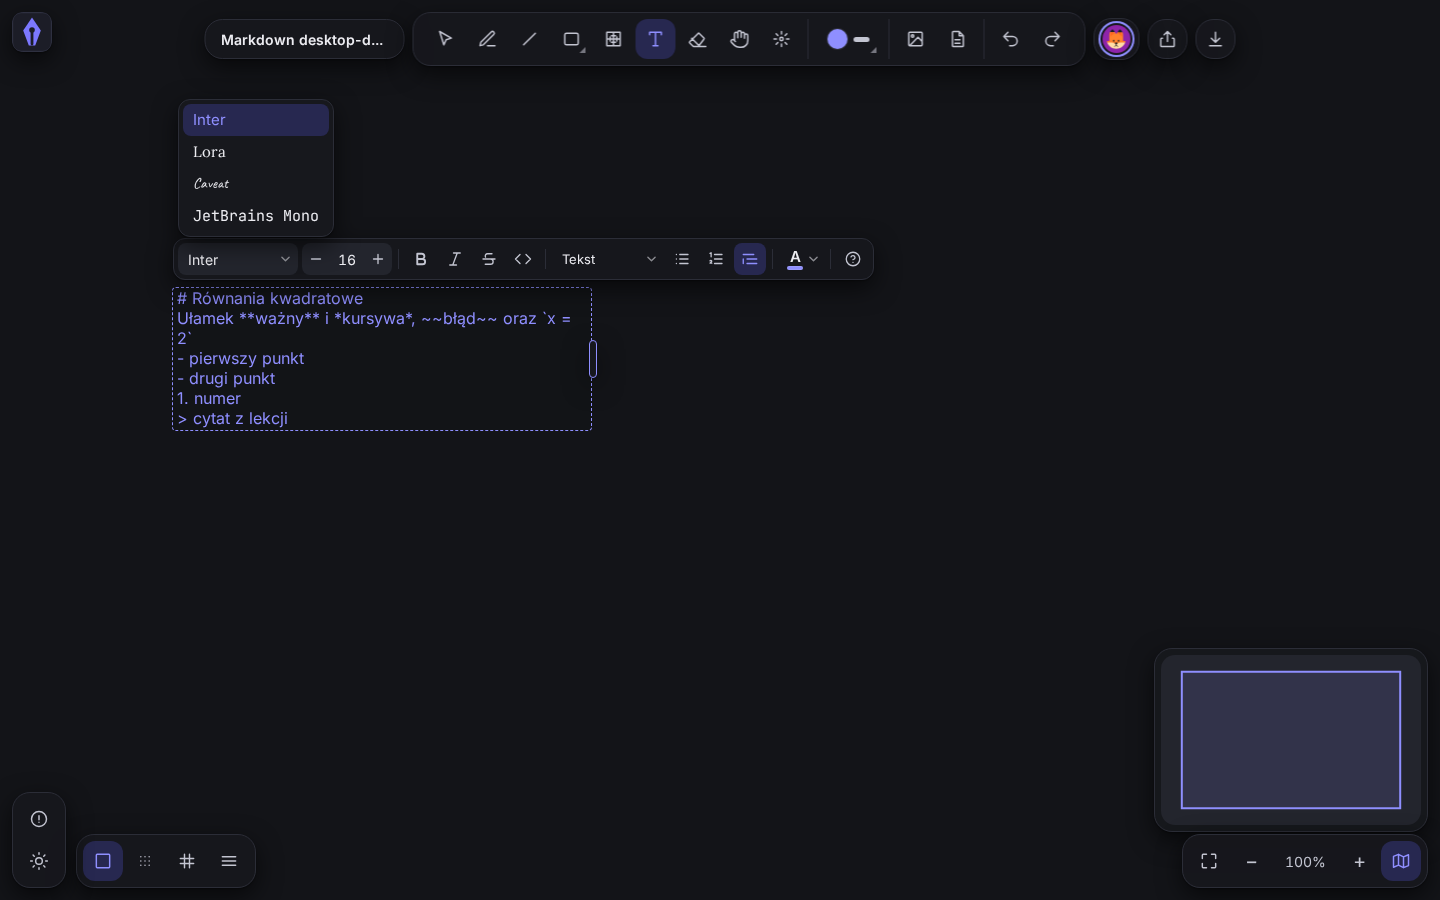 Markdown desktop-d...
Inter
Lora
Caveat
JetBrains Mono
Inter
16
Tekst
A
# Równania kwadratowe
Ułamek **ważny** i *kursywa*, ~~błąd~~ oraz `x =
2`
- pierwszy punkt
- drugi punkt
1. numer
> cytat z lekcji
100%